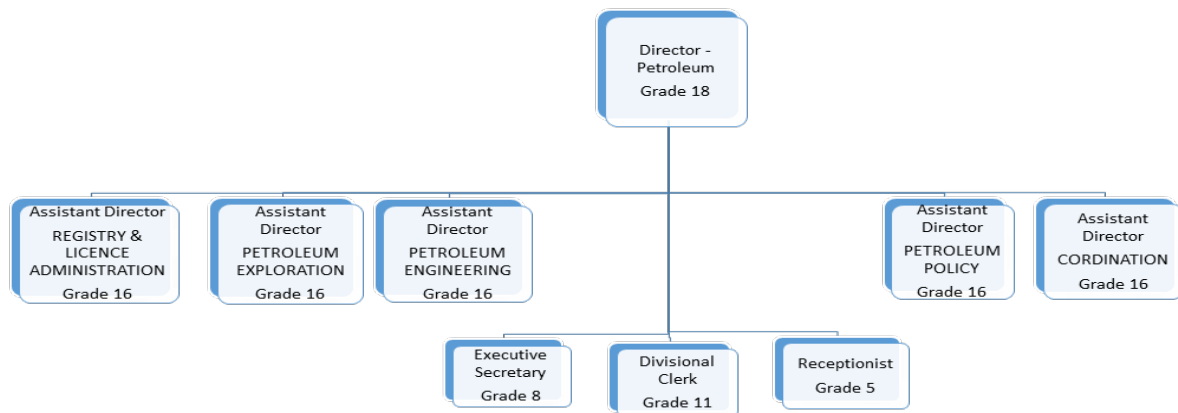 Director -
Petroleum
Grade 18
Assistant Director
REGISTRY &
LICENCE
ADMINISTRATION
Grade 16
Assistant
Director
PETROLEUM
EXPLORATION
Grade 16
Assistant
Director
PETROLEUM
ENGINEERING
Grade 16
Assistant
Director
PETROLEUM
POLICY
Grade 16
Assistant
Director
CORDINATION
Grade 16
Executive
Secretary
Grade 8
Divisional
Clerk
Grade 11
Receptionist
Grade 5